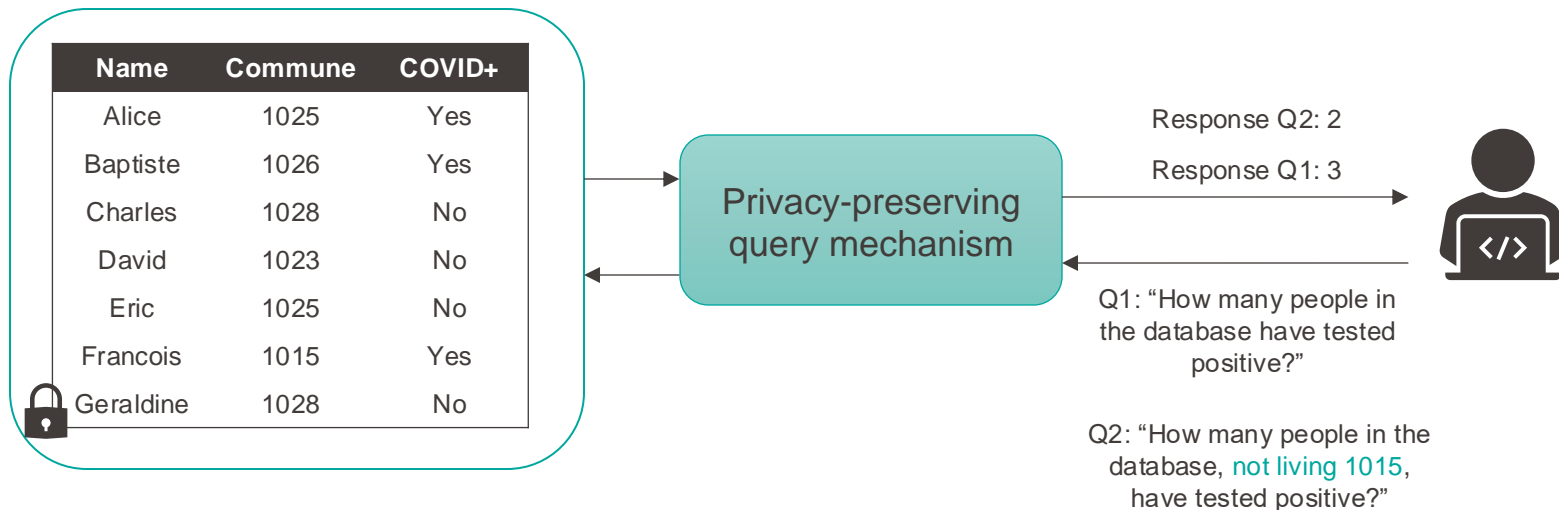 Name Commune COVID+
Alice 1025 Yes
Baptiste 1026 Yes
Charles 1028 No
David 1023 No
Eric 1025 No
Francois 1015 Yes
Geraldine 1028 No
Privacy-preserving
query mechanism
Response Q2: 2
Response Q1: 3
</>
Q1: “How many people in
the database have tested
positive?”
Q2: “How many people in the
database, not living 1015,
have tested positive?”